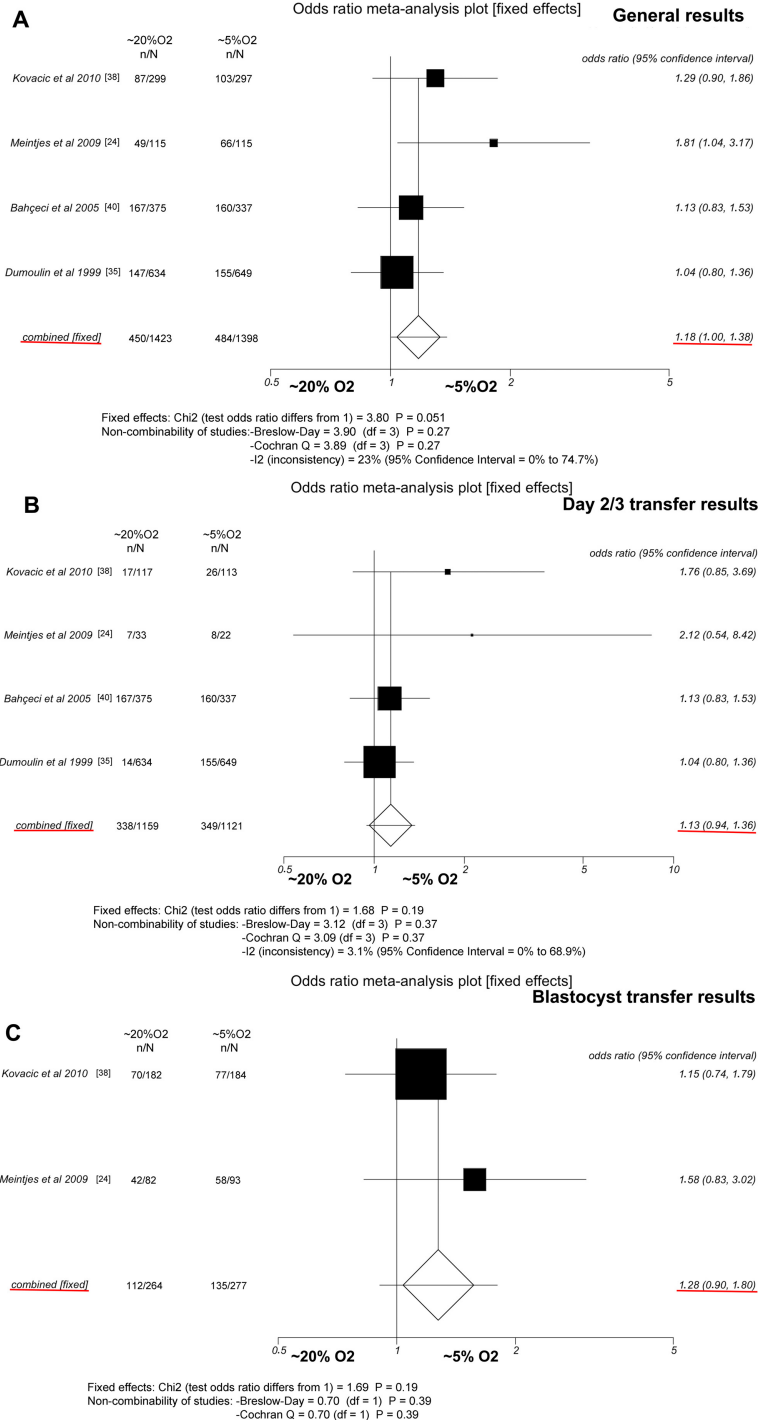 A
Odds ratio meta-analysis plot [fixed effects]
General results
~20%O2 ~5%O2
n/N n/N
odds ratio (95% confidence interval)
Kovacic et al 2010 [38] 87/299 103/297 1.29 (0.90, 1.86)
Meintjes et al 2009 [24] 49/115 66/115 1.81 (1.04, 3.17)
Bahçeci et al 2005 [40] 167/375 160/337 1.13 (0.83, 1.53)
Dumoulin et al 1999 [35] 147/634 155/649 1.04 (0.80, 1.36)
combined [fixed] 450/1423 484/1398 1.18 (1.00, 1.38)
0.5 1 2 5
~20% O2 ~5%O2
Fixed effects: Chi2 (test odds ratio differs from 1) = 3.80 P = 0.051
Non-combinability of studies:-Breslow-Day = 3.90 (df = 3) P = 0.27
-Cochran Q = 3.89 (df = 3) P = 0.27
-I2 (inconsistency) = 23% (95% Confidence Interval = 0% to 74.7%)
Odds ratio meta-analysis plot [fixed effects]
B
Day 2/3 transfer results
~20%O2 ~5%O2
n/N n/N
odds ratio (95% confidence interval)
Kovacic et al 2010 [38] 17/117 26/113 1.76 (0.85, 3.69)
Meintjes et al 2009 [24] 7/33 8/22 2.12 (0.54, 8.42)
Bahçeci et al 2005 [40] 167/375 160/337 1.13 (0.83, 1.53)
Dumoulin et al 1999 [35] 14/634 155/649 1.04 (0.80, 1.36)
combined [fixed] 338/1159 349/1121 1.13 (0.94, 1.36)
0.5 1 2 5 10
~20% O2 ~5% O2
Fixed effects: Chi2 (test odds ratio differs from 1) = 1.68 P = 0.19
Non-combinability of studies: -Breslow-Day = 3.12 (df = 3) P = 0.37
-Cochran Q = 3.09 (df = 3) P = 0.37
-I2 (inconsistency) = 3.1% (95% Confidence Interval = 0% to 68.9%)
Odds ratio meta-analysis plot [fixed effects]
Blastocyst transfer results
C
~20%O2 ~5%O2
n/N n/N
odds ratio (95% confidence interval)
Kovacic et al 2010 [38] 70/182 77/184 1.15 (0.74, 1.79)
Meintjes et al 2009 [24] 42/82 58/93 1.58 (0.83, 3.02)
combined [fixed] 112/264 135/277 1.28 (0.90, 1.80)
0.5 1 2 5
~20% O2 ~5% O2
Fixed effects: Chi2 (test odds ratio differs from 1) = 1.69 P = 0.19
Non-combinability of studies: -Breslow-Day = 0.70 (df = 1) P = 0.39
-Cochran Q = 0.70 (df = 1) P = 0.39